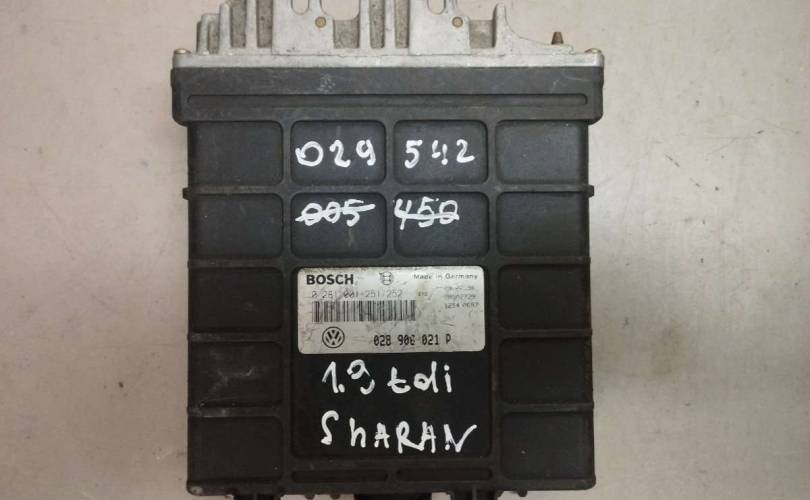 029 542
005 450
BOSCH Made in Germany
0 281 001 251/252
028 906 021 P
1.9 tdi
SHARAN